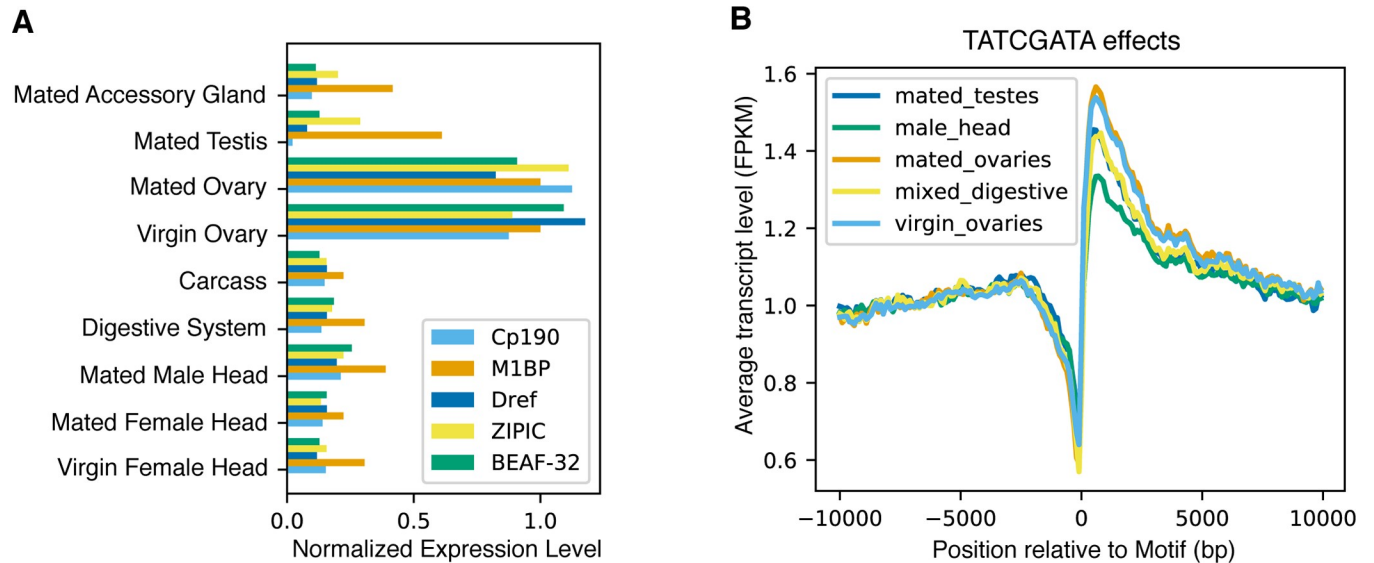 A
Mated Accessory Gland
Mated Testis
Mated Ovary
Virgin Ovary
Carcass
Digestive System
Mated Male Head
Mated Female Head
Virgin Female Head
Cp190
M1BP
Dref
ZIPIC
BEAF-32
0.0 0.5 1.0
Normalized Expression Level
B
TATCGATA effects
Average transcript level (FPKM)
1.6
1.4
1.2
1.0
0.8
0.6
mated_testes
male_head
mated_ovaries
mixed_digestive
virgin_ovaries
−10000 −5000 0 5000 10000
Position relative to Motif (bp)